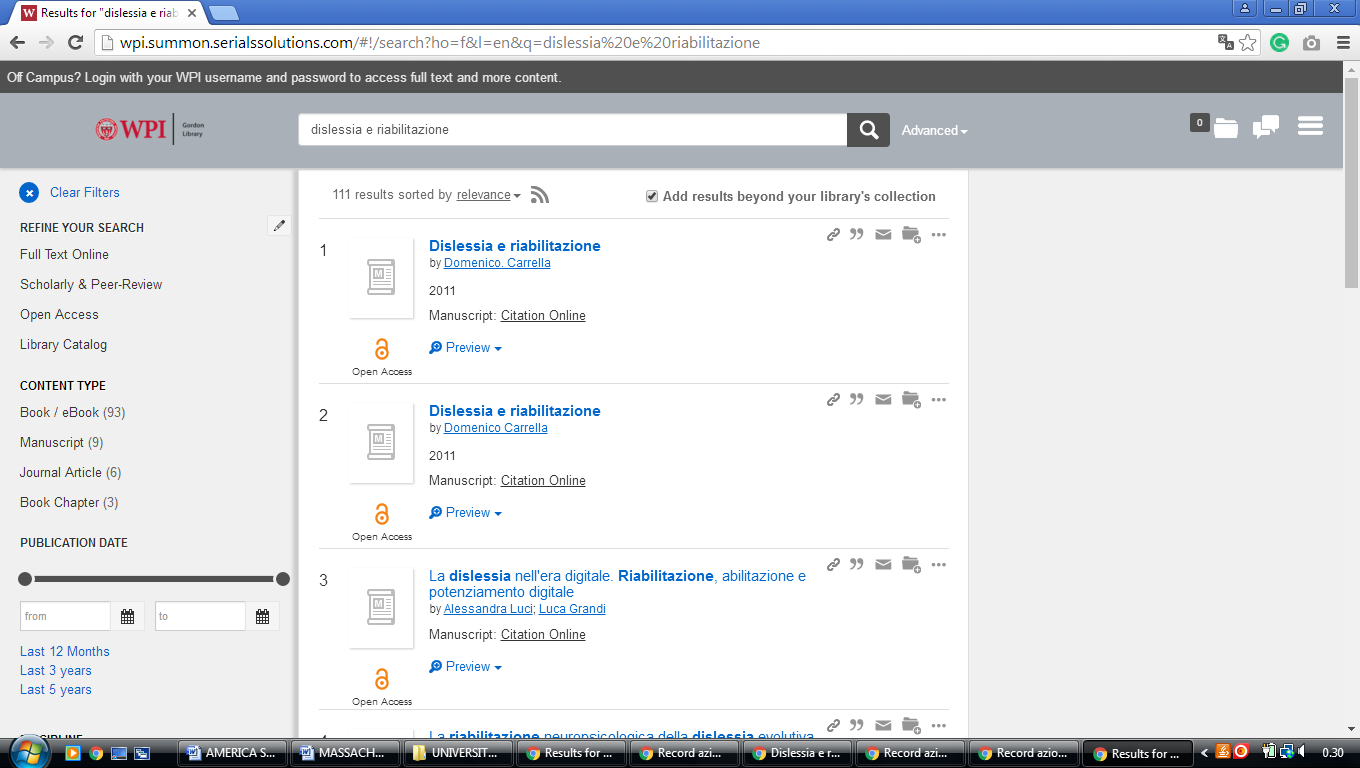 Results for "dislessia e riab
wpi.summon.serialssolutions.com/#!/search?ho=f&l=en&q=dislessia%20e%20riabilitazione
Off Campus? Login with your WPI username and password to access full text and more content.
WPI Gordon Library
dislessia e riabilitazione
Advanced
0
Clear Filters
REFINE YOUR SEARCH
Full Text Online
Scholarly & Peer-Review
Open Access
Library Catalog
CONTENT TYPE
Book / eBook (93)
Manuscript (9)
Journal Article (6)
Book Chapter (3)
PUBLICATION DATE
from
to
Last 12 Months
Last 3 years
Last 5 years
111 results sorted by relevance
Add results beyond your library's collection
1
Dislessia e riabilitazione
by Domenico. Carrella
2011
Manuscript: Citation Online
Preview
Open Access
2
Dislessia e riabilitazione
by Domenico Carrella
2011
Manuscript: Citation Online
Preview
Open Access
3
La dislessia nell'era digitale. Riabilitazione, abilitazione e
potenziamento digitale
by Alessandra Luci; Luca Grandi
Manuscript: Citation Online
Preview
Open Access
La riabilitazione neuropsicologica della dislessia evolutiva
AMERICA S...
MASSACH...
UNIVERSIT...
Results for ...
Record azi...
Dislessia e r...
Record azi...
Record azio...
Results for ...
0.30